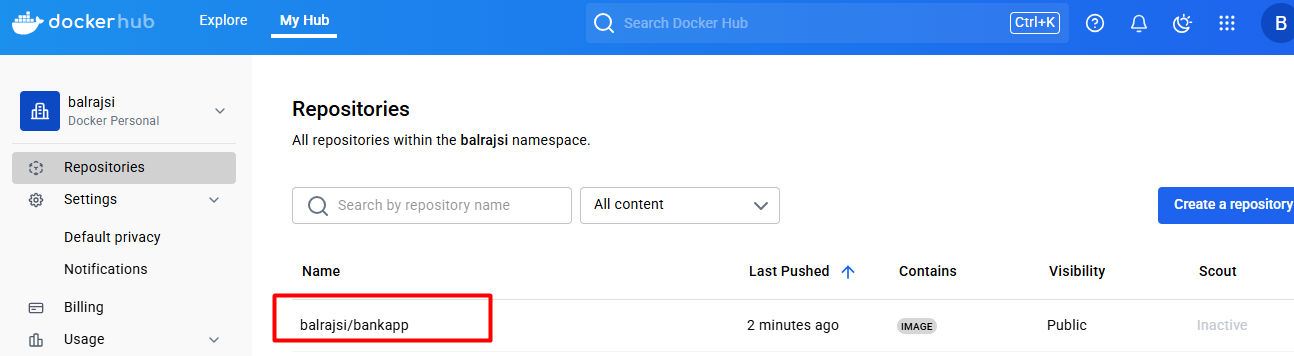 dockerhub Explore My Hub Search Docker Hub Ctrl+K B
balrajsi
Docker Personal
Repositories
Settings
Default privacy
Notifications
Billing
Usage
Repositories
All repositories within the balrajsi namespace.
Search by repository name All content Create a repository
Name Last Pushed Contains Visibility Scout
balrajsi/bankapp 2 minutes ago IMAGE Public Inactive